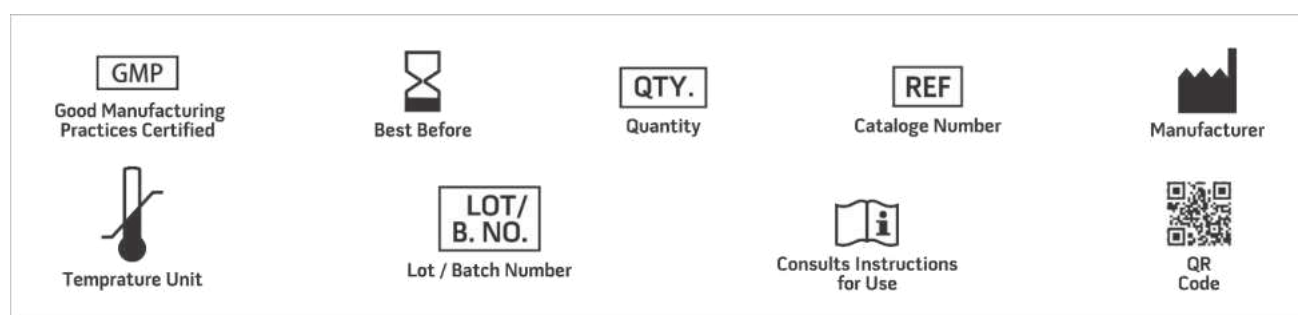 GMP
Good Manufacturing
Practices Certified
Best Before
QTY.
Quantity
REF
Cataloge Number
Manufacturer
Temprature Unit
LOT/
B. NO.
Lot / Batch Number
i
Consults Instructions
for Use
QR
Code